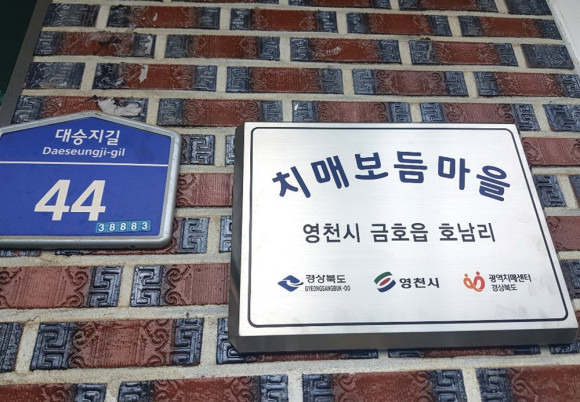 대승지길
Daeseungji-gil
44
38883
치매보듬마을
영천시 금호읍 호남리
경상북도
GYEONGSANGBUK-DO
영천시
광역치매센터
경상북도